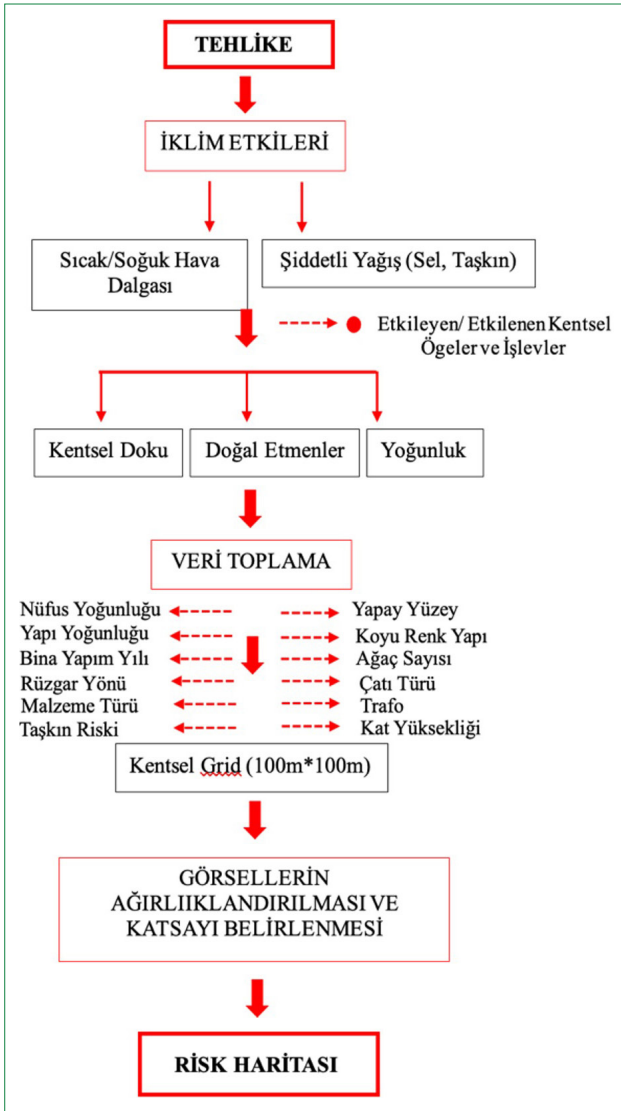 TEHLİKE
İKLİM ETKİLERİ
Sıcak/Soğuk Hava
Dalgası
Şiddetli Yağış (Sel, Taşkın)
Etkileyen/ Etkilenen Kentsel
Ögeler ve İşlevler
Kentsel Doku
Doğal Etmenler
Yoğunluk
VERİ TOPLAMA
Nüfus Yoğunluğu
Yapı Yoğunluğu
Bina Yapım Yılı
Rüzgar Yönü
Malzeme Türü
Taşkın Riski
Yapay Yüzey
Koyu Renk Yapı
Ağaç Sayısı
Çatı Türü
Trafo
Kat Yüksekliği
Kentsel Grid (100m*100m)
GÖRSELLERİN
AĞIRLIIKLANDIRILMASI VE
KATSAYI BELİRLENMESİ
RİSK HARİTASI